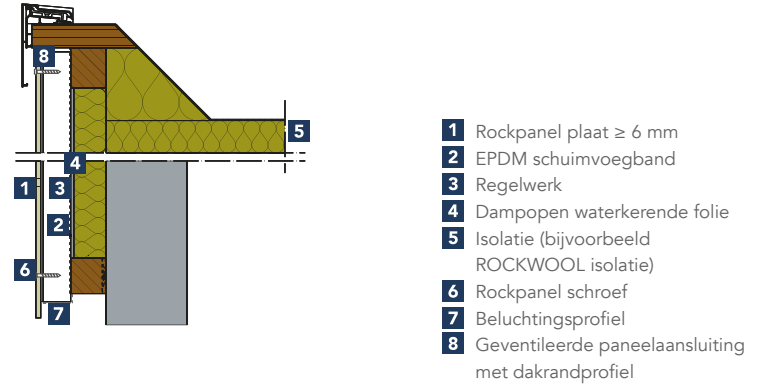 8
5
4
1
3
2
6
7
1 Rockpanel plaat ≥ 6 mm
2 EPDM schuimvoegband
3 Regelwerk
4 Dampopen waterkerende folie
5 Isolatie (bijvoorbeeld
ROCKWOOL isolatie)
6 Rockpanel schroef
7 Beluchtingsprofiel
8 Geventileerde paneelaansluiting
met dakrandprofiel